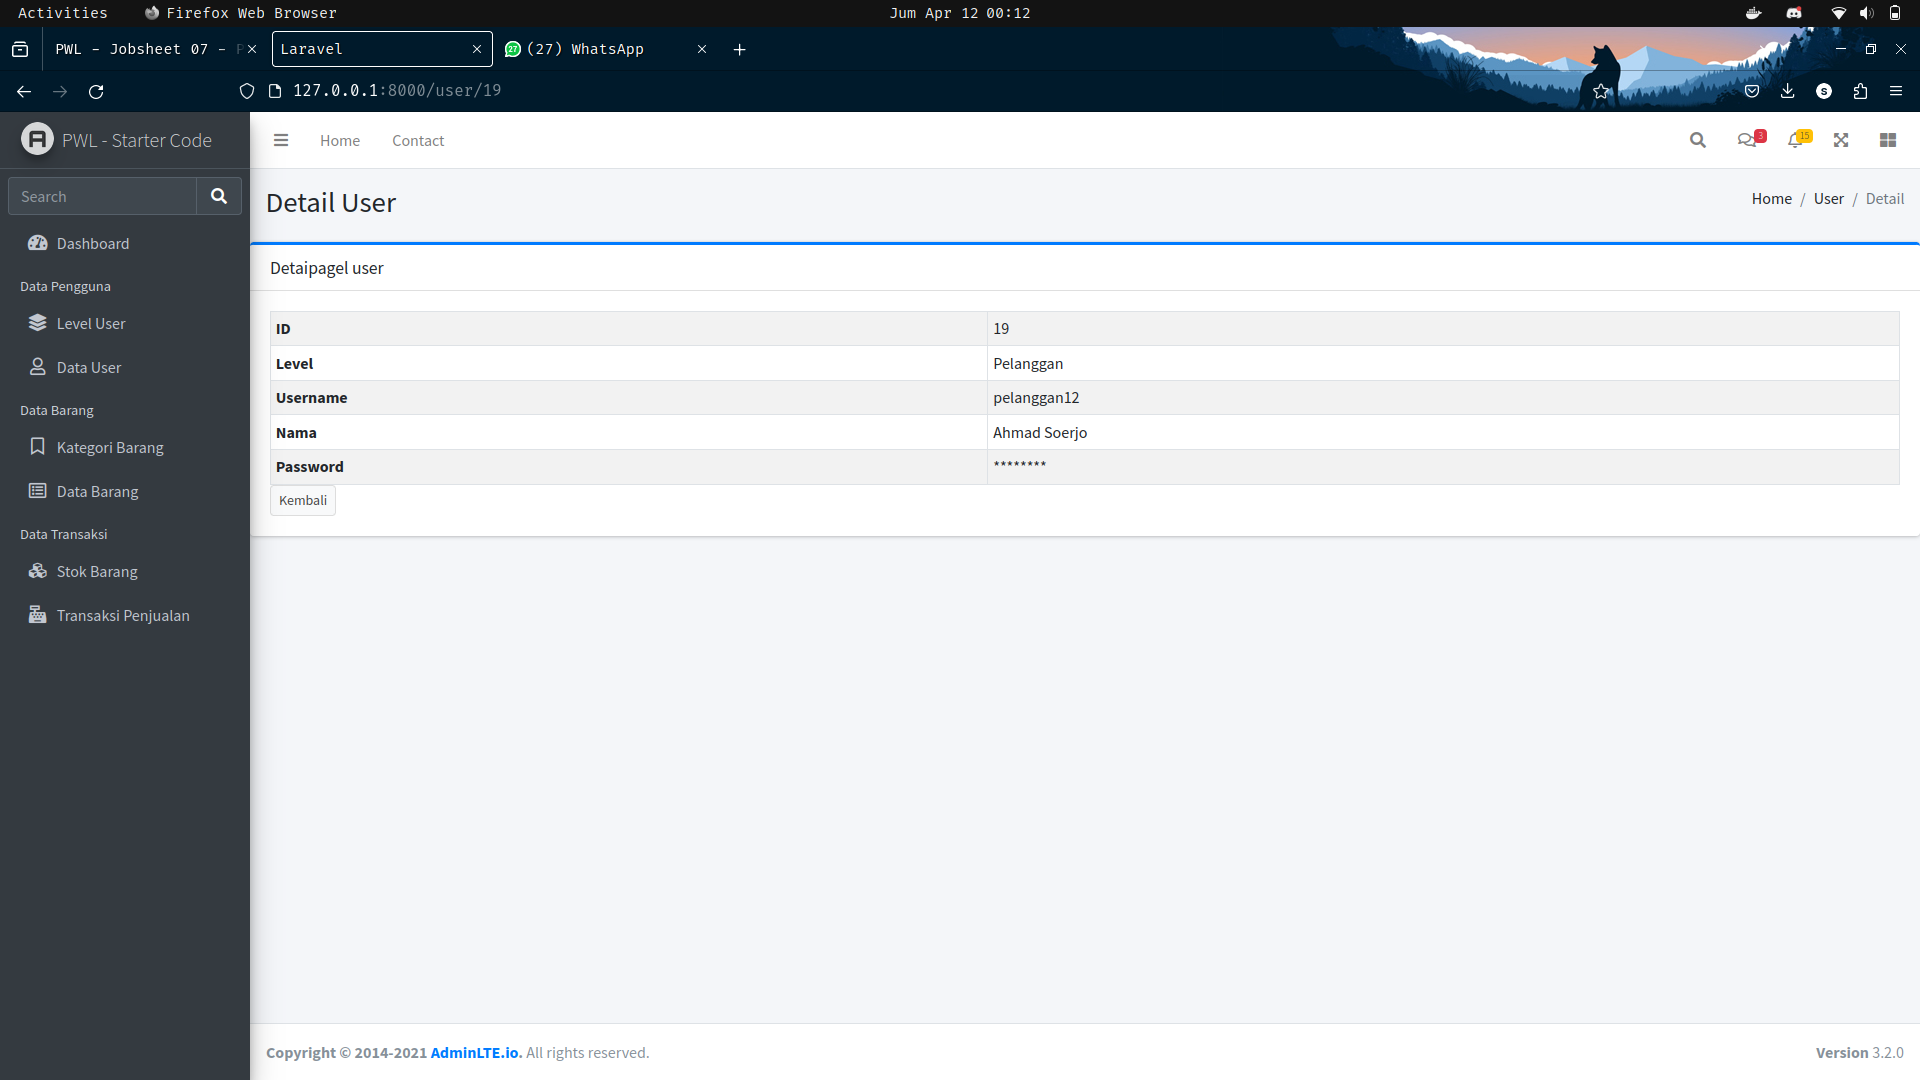 Activities
Firefox Web Browser
Jum Apr 12 00:12
PWL - Jobsheet 07 - P
Laravel
27
(27) WhatsApp
127.0.0.1:8000/user/19
S
PWL - Starter Code
Home
Contact
3
15
Search
Detail User
Home / User / Detail
Dashboard
Data Pengguna
Level User
Data User
Data Barang
Kategori Barang
Data Barang
Data Transaksi
Stok Barang
Transaksi Penjualan
Detaipagel user
ID 19
Level Pelanggan
Username pelanggan12
Nama Ahmad Soerjo
Password ********
Kembali
Copyright © 2014-2021 AdminLTE.io. All rights reserved.
Version 3.2.0